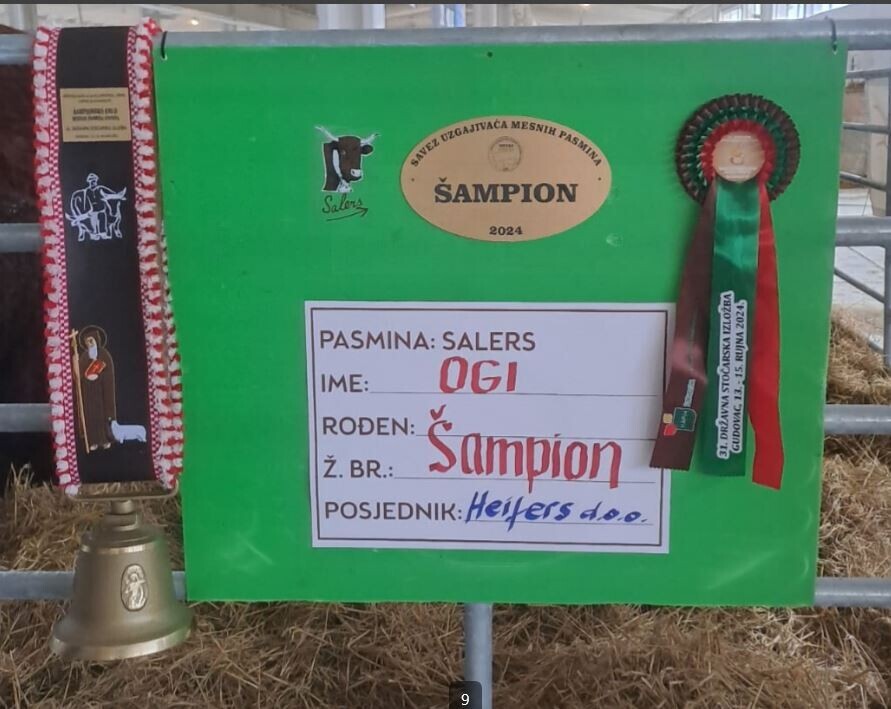 Salers
SAVEZ UZGAJIVAČA MESNIH PASMINA
ŠAMPION
2024
PASMINA: SALERS
IME: OGI
ROĐEN:
Šampion
Ž. BR.:
POSJEDNIK: Heifers d.o.o.
31. DRŽAVNA STOČARSKA IZLOŽBA
GUDOVAC, 13. - 15. RUJNA 2024.
9